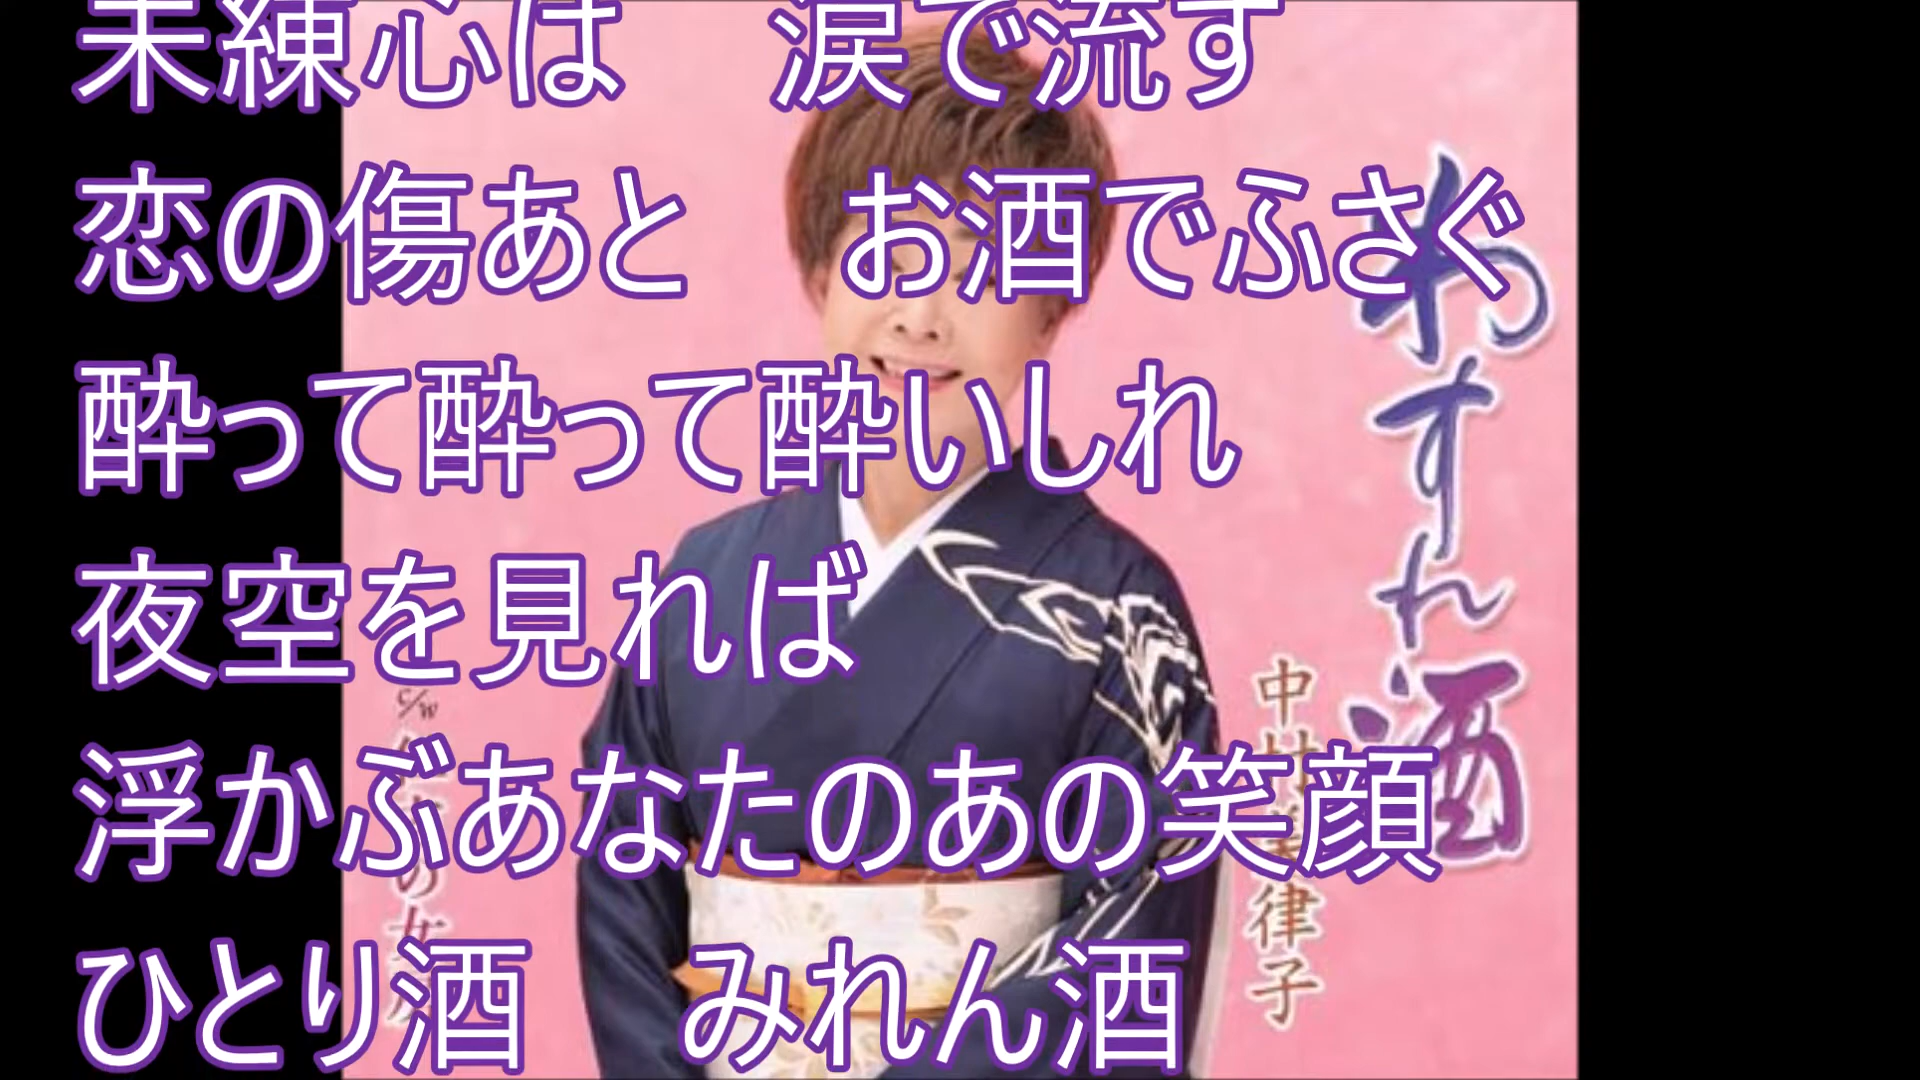 未練心は　涙で流す
恋の傷あと　お酒でふさぐ
酔って酔って酔いしれ
夜空を見れば
浮かぶあなたのあの笑顔
ひとり酒　みれん酒
わすれ酒
中村美律子
c/w
の女房